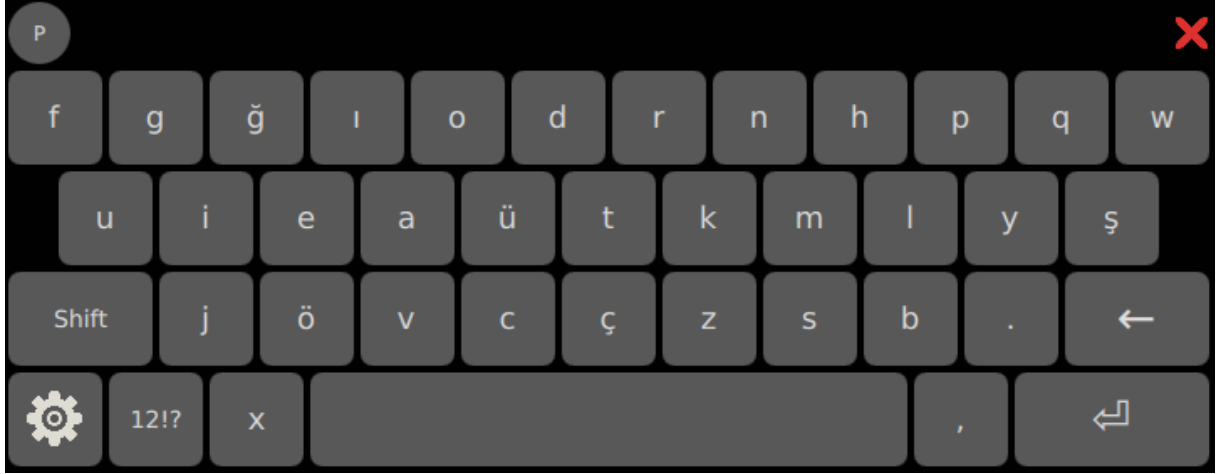 P
f g ğ ı o d r n h p q w
u i e a ü t k m l y ş
Shift j ö v c ç z s b . ←
12!? x , ⏎